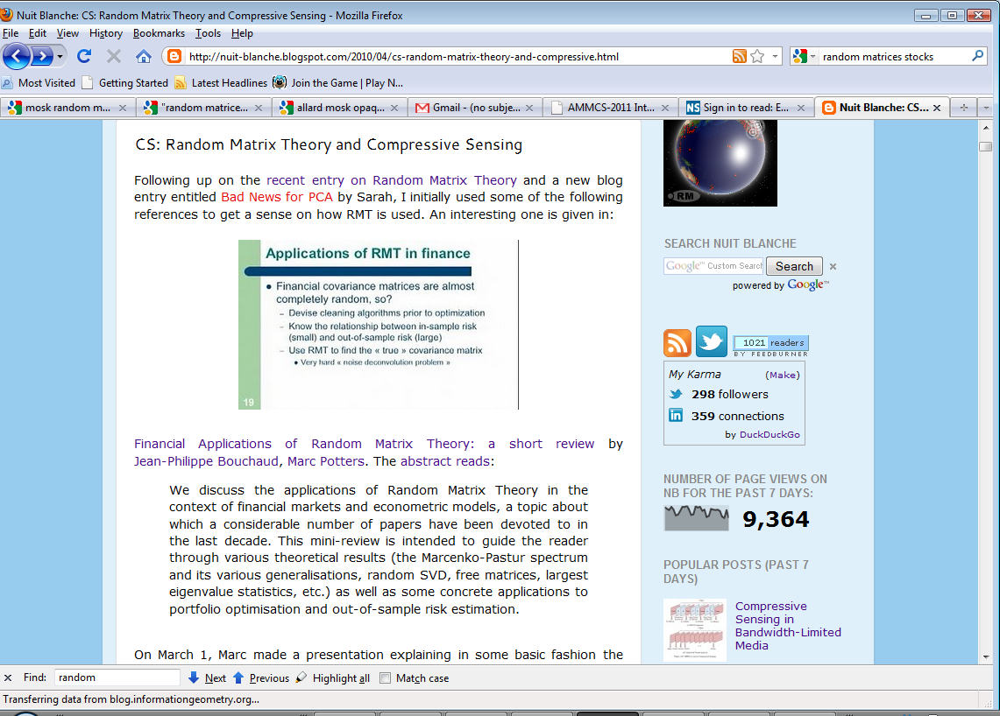 Nuit Blanche: CS: Random Matrix Theory and Compressive Sensing - Mozilla Firefox
File Edit View History Bookmarks Tools Help
http://nuit-blanche.blogspot.com/2010/04/cs-random-matrix-theory-and-compressive.html
random matrices stocks
Most Visited Getting Started Latest Headlines Join the Game | Play N...
mosk random m... "random matrice... allard mosk opaq... Gmail - (no subje... AMMCS-2011 Int... NS Sign in to read: E... Nuit Blanche: CS...
CS: Random Matrix Theory and Compressive Sensing
Following up on the recent entry on Random Matrix Theory and a new blog
entry entitled Bad News for PCA by Sarah, I initially used some of the following
references to get a sense on how RMT is used. An interesting one is given in:
Applications of RMT in finance
• Financial covariance matrices are almost
completely random, so?
– Devise cleaning algorithms prior to optimization
– Know the relationship between in-sample risk
(small) and out-of-sample risk (large)
– Use RMT to find the « true » covariance matrix
• Very hard « noise deconvolution problem »
19
Financial Applications of Random Matrix Theory: a short review by
Jean-Philippe Bouchaud, Marc Potters. The abstract reads:
We discuss the applications of Random Matrix Theory in the
context of financial markets and econometric models, a topic about
which a considerable number of papers have been devoted to in
the last decade. This mini-review is intended to guide the reader
through various theoretical results (the Marcenko-Pastur spectrum
and its various generalisations, random SVD, free matrices, largest
eigenvalue statistics, etc.) as well as some concrete applications to
portfolio optimisation and out-of-sample risk estimation.
On March 1, Marc made a presentation explaining in some basic fashion the
RM
SEARCH NUIT BLANCHE
Google™ Custom Search Search ×
powered by Google™
1021 readers
BY FEEDBURNER
My Karma (Make)
298 followers
359 connections
by DuckDuckGo
NUMBER OF PAGE VIEWS ON
NB FOR THE PAST 7 DAYS:
9,364
POPULAR POSTS (PAST 7
DAYS)
Compressive
Sensing in
Bandwidth-Limited
Media
Find: random Next Previous Highlight all Match case
Transferring data from blog.informationgeometry.org...